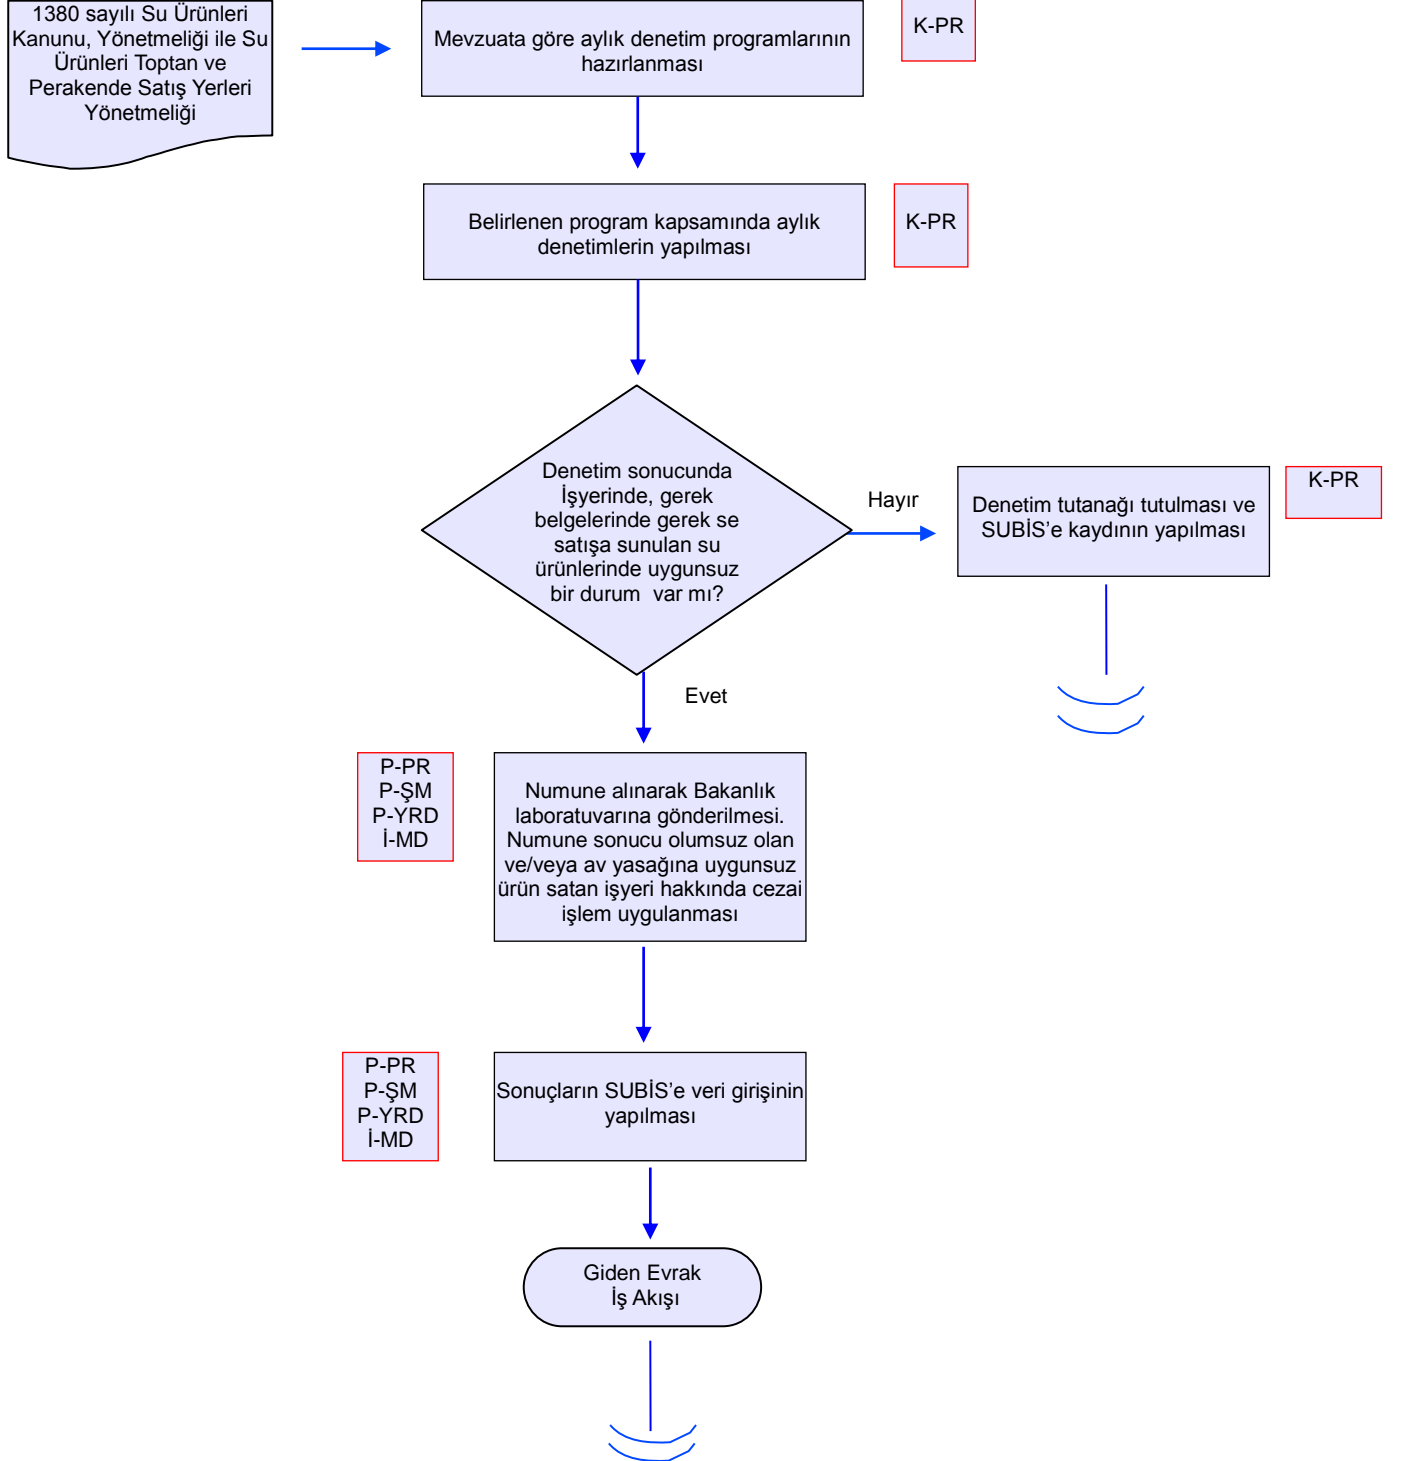 1380 sayılı Su Ürünleri
Kanunu, Yönetmeliği ile Su
Ürünleri Toptan ve
Perakende Satış Yerleri
Yönetmeliği
Mevzuata göre aylık denetim programlarının
hazırlanması
K-PR
Belirlenen program kapsamında aylık
denetimlerin yapılması
K-PR
Denetim sonucunda
İşyerinde, gerek
belgelerinde gerek se
satışa sunulan su
ürünlerinde uygunsuz
bir durum  var mı?
Hayır
Denetim tutanağı tutulması ve
SUBİS’e kaydının yapılması
K-PR
Evet
P-PR
P-ŞM
P-YRD
İ-MD
Numune alınarak Bakanlık
laboratuvarına gönderilmesi.
Numune sonucu olumsuz olan
ve/veya av yasağına uygunsuz
ürün satan işyeri hakkında cezai
işlem uygulanması
P-PR
P-ŞM
P-YRD
İ-MD
Sonuçların SUBİS’e veri girişinin
yapılması
Giden Evrak
İş Akışı